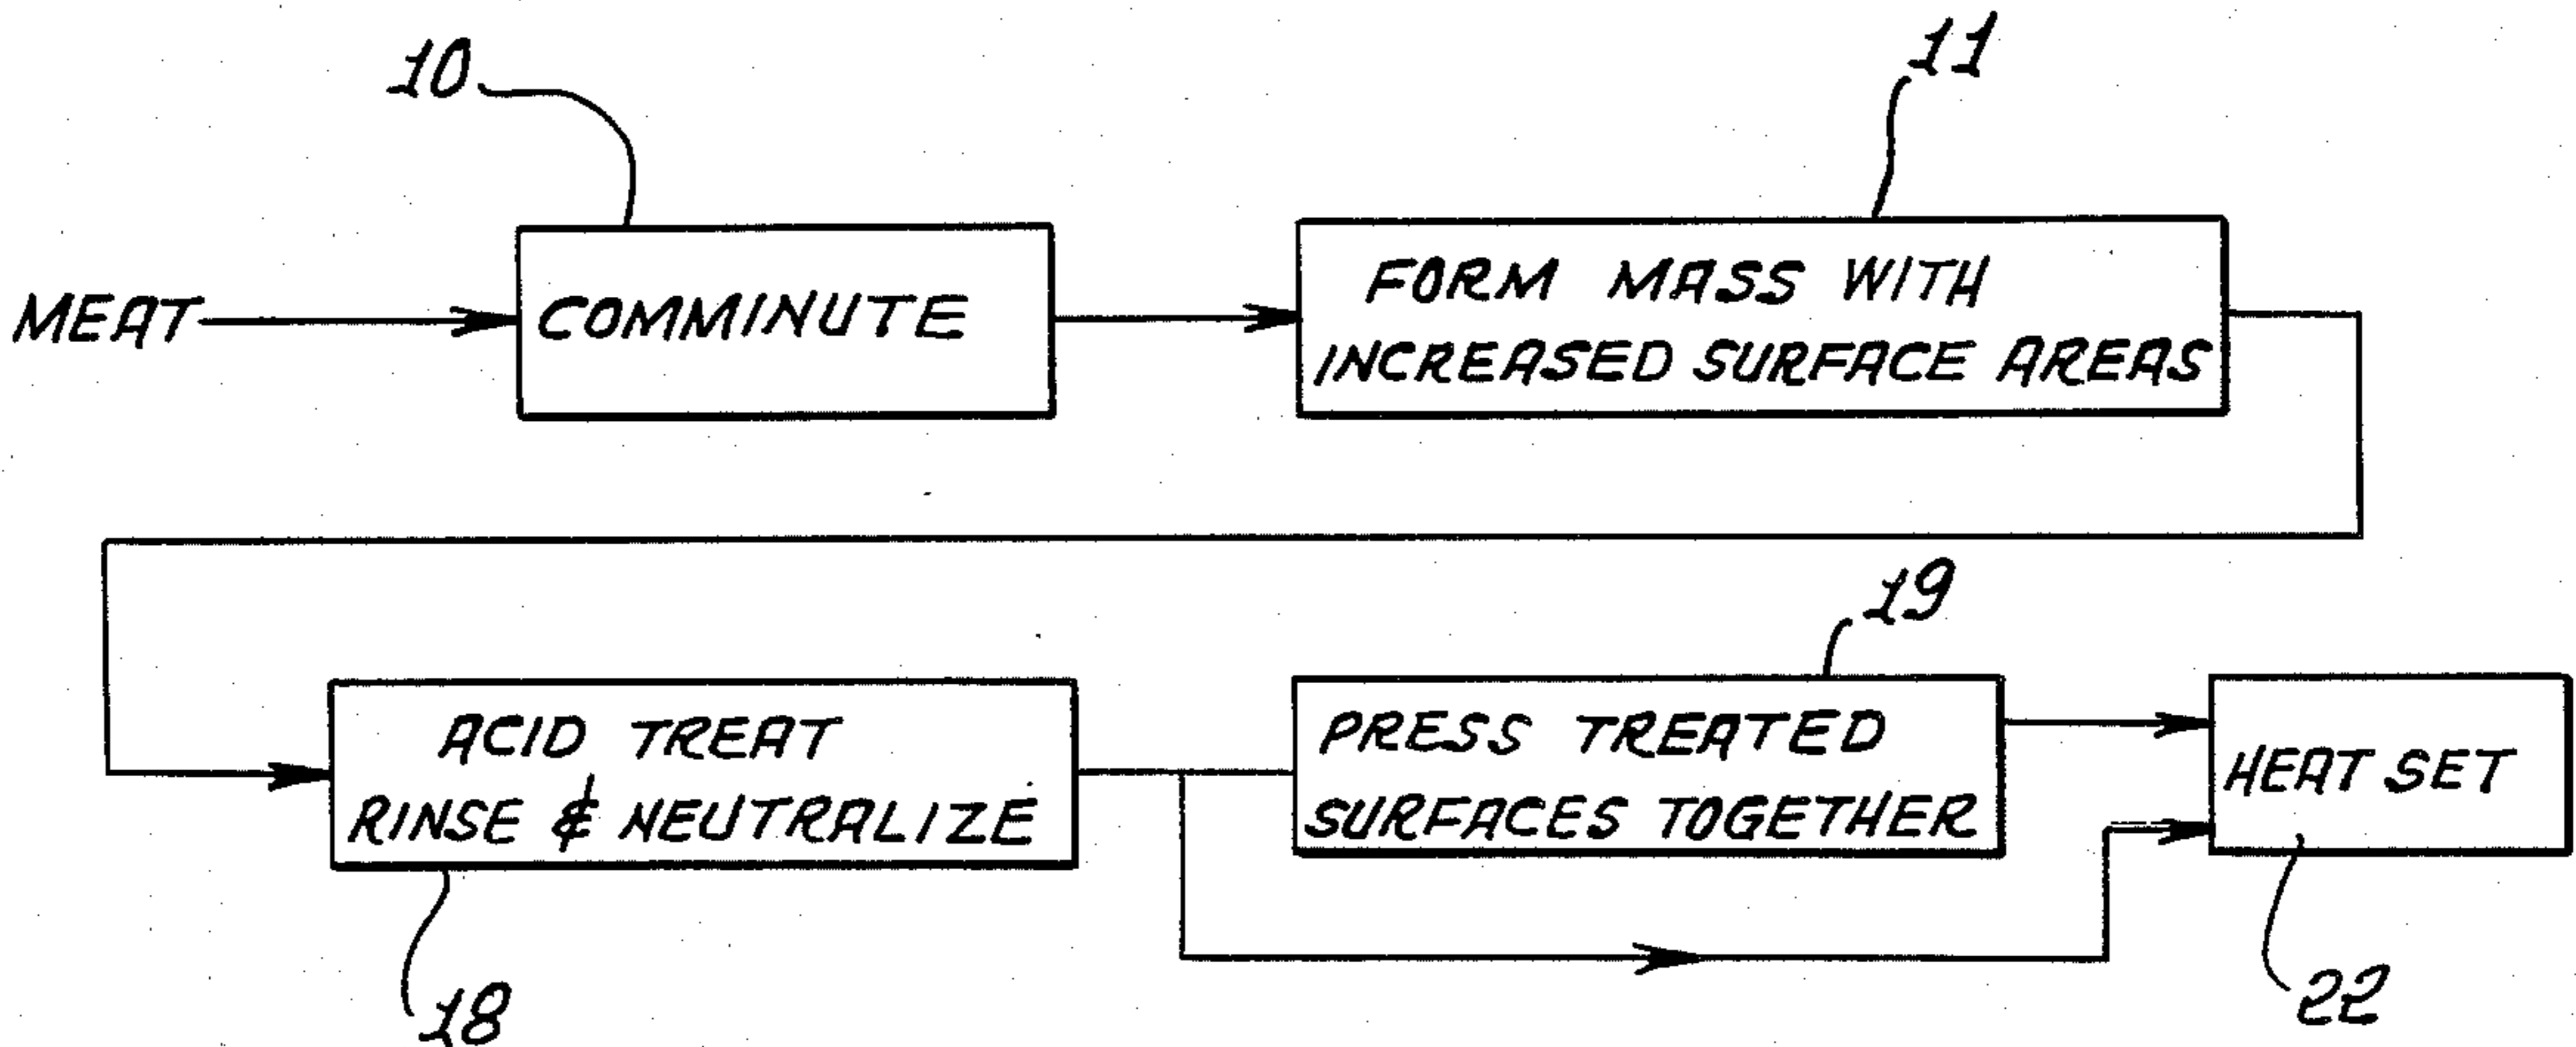 10
11
MEAT
COMMINUTE
FORM MASS WITH
INCREASED SURFACE AREAS
19
ACID TREAT
RINSE & NEUTRALIZE
PRESS TREATED
SURFACES TOGETHER
HEAT SET
18
22